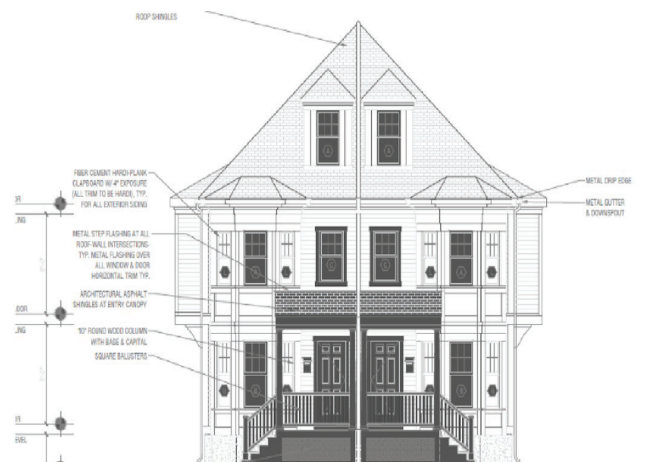 ROOF SHINGLES
FIBER CEMENT HARDI-PLANK
CLAPBOARD W/ 4" EXPOSURE
(ALL TRIM TO BE HARDI), TYP.
FOR ALL EXTERIOR SIDING
METAL DRIP EDGE
METAL GUTTER
& DOWNSPOUT
METAL STEP FLASHING AT ALL
ROOF-WALL INTERSECTIONS-
TYP. METAL FLASHING OVER
ALL WINDOW & DOOR
HORIZONTAL TRIM TYP.
ARCHITECTURAL ASPHALT
SHINGLES AT ENTRY CANOPY
ROUND WOOD COLUMN
WITH BASE & CAPITAL
SQUARE BALUSTERS